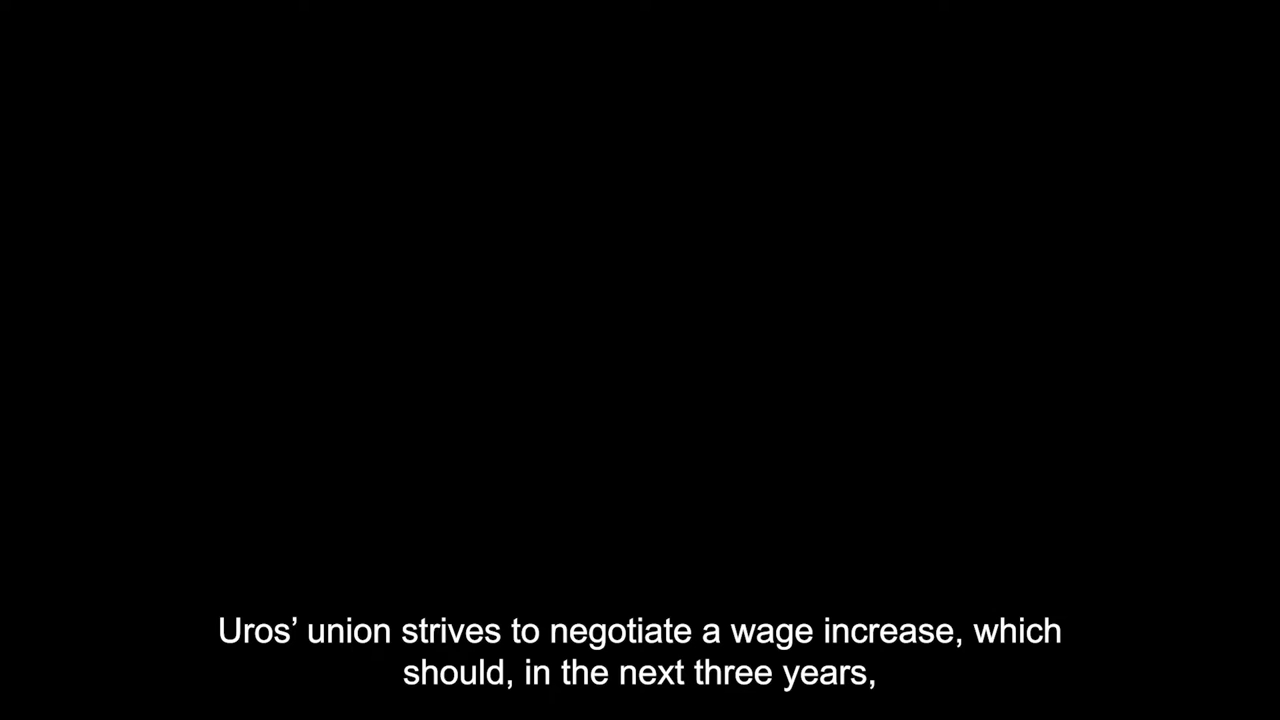 Uros’ union strives to negotiate a wage increase, which
should, in the next three years,